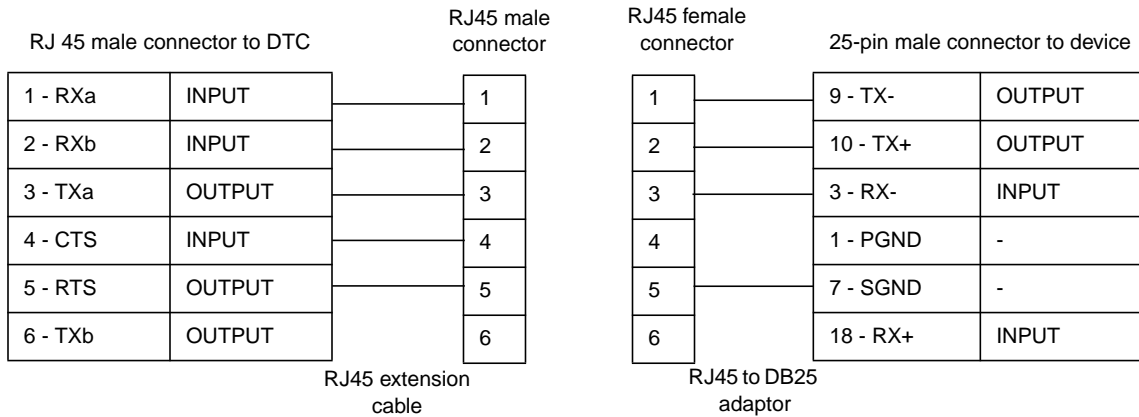 RJ 45 male connector to DTC
RJ45 male
connector
RJ45 female
connector
25-pin male connector to device
1 - RXa INPUT 1 1 9 - TX- OUTPUT
2 - RXb INPUT 2 2 10 - TX+ OUTPUT
3 - TXa OUTPUT 3 3 3 - RX- INPUT
4 - CTS INPUT 4 4 1 - PGND -
5 - RTS OUTPUT 5 5 7 - SGND -
6 - TXb OUTPUT 6 6 18 - RX+ INPUT
RJ45 extension
cable
RJ45 to DB25
adaptor